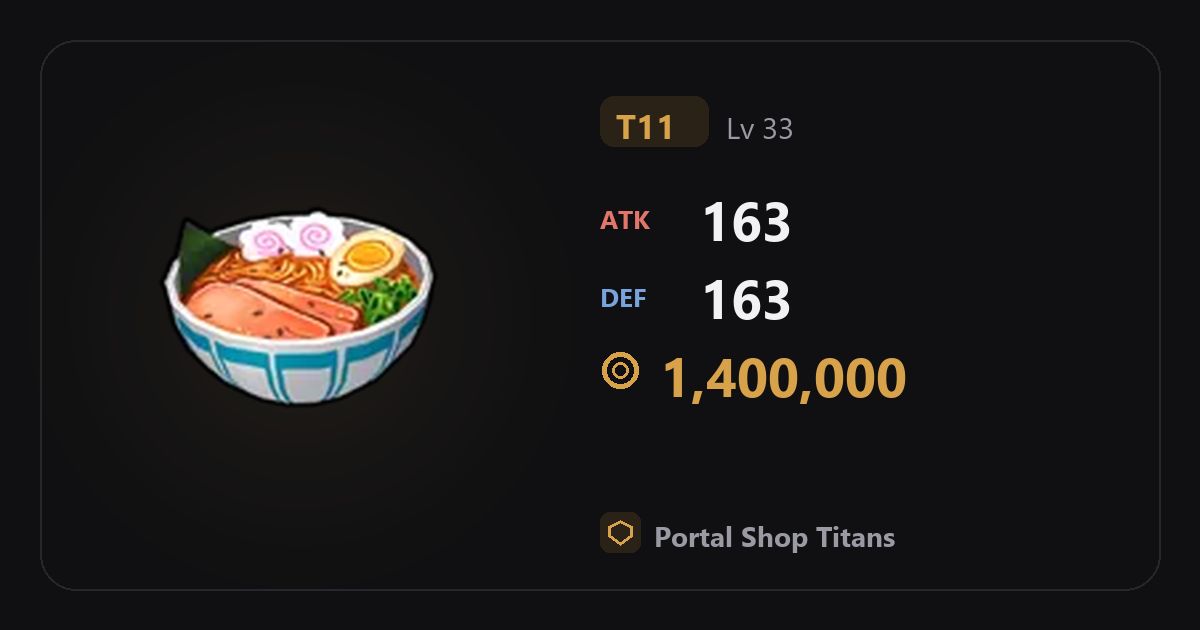 T11 Lv 33
ATK 163
DEF 163
1,400,000
Portal Shop Titans